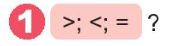 1 >; <; = ?